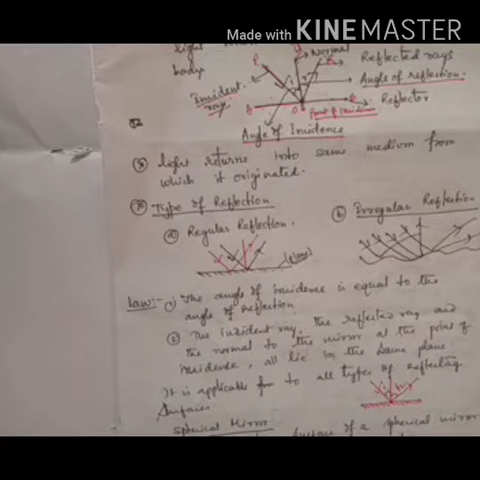 Made with KINEMASTER
light
body
Normal
P
Q
R
Reflected rays
Incident
ray
Angle of reflection.
A
O
B
Point of Incidence
Reflector
Angle of Incidence
③ light returns into same medium from
which it originated.
Type of Reflection
ⓐ Regular Reflection.
ⓑ Irregular Reflection
(plane)
Law:- ① The angle of incidence is equal to the
angle of reflection.
② The incident ray, the reflected ray and
the normal to the mirror at the point of
incidence, all lie in the same plane
It is applicable to all types of reflecting
Surface.
i r
Spherical Mirror
surface of a spherical mirror